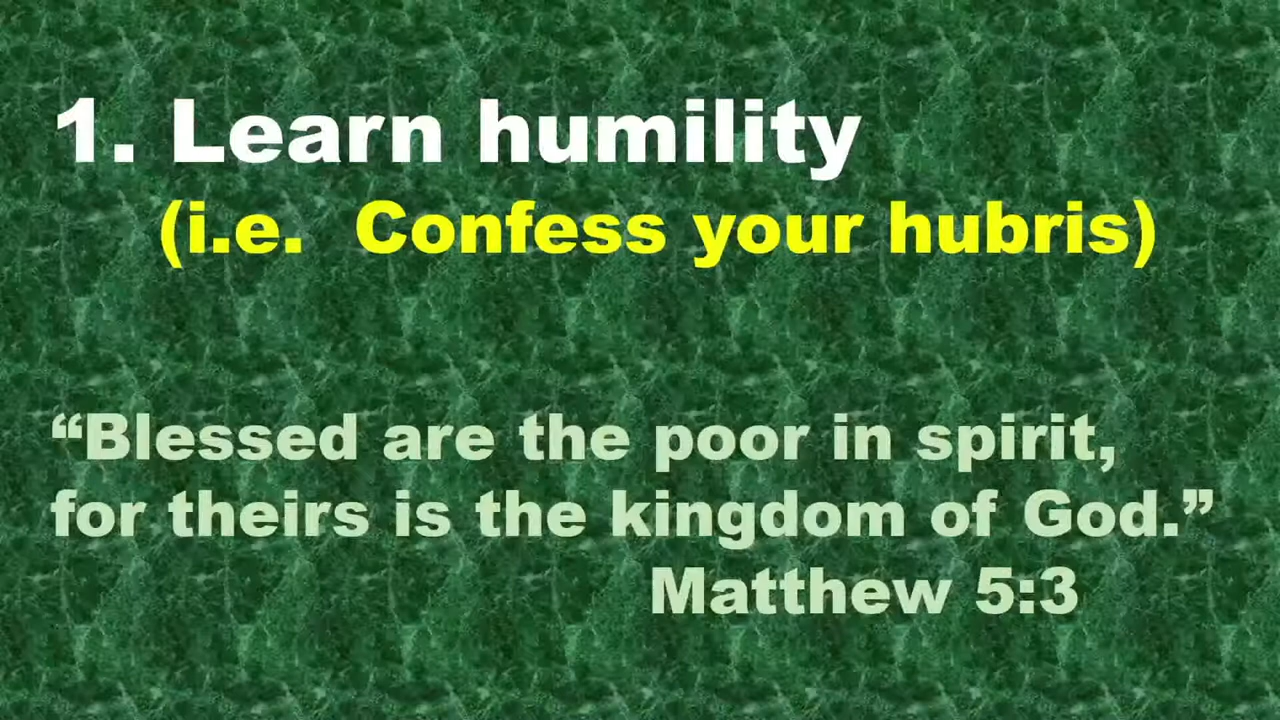 1. Learn humility
(i.e.  Confess your hubris)
“Blessed are the poor in spirit,
for theirs is the kingdom of God.”
Matthew 5:3